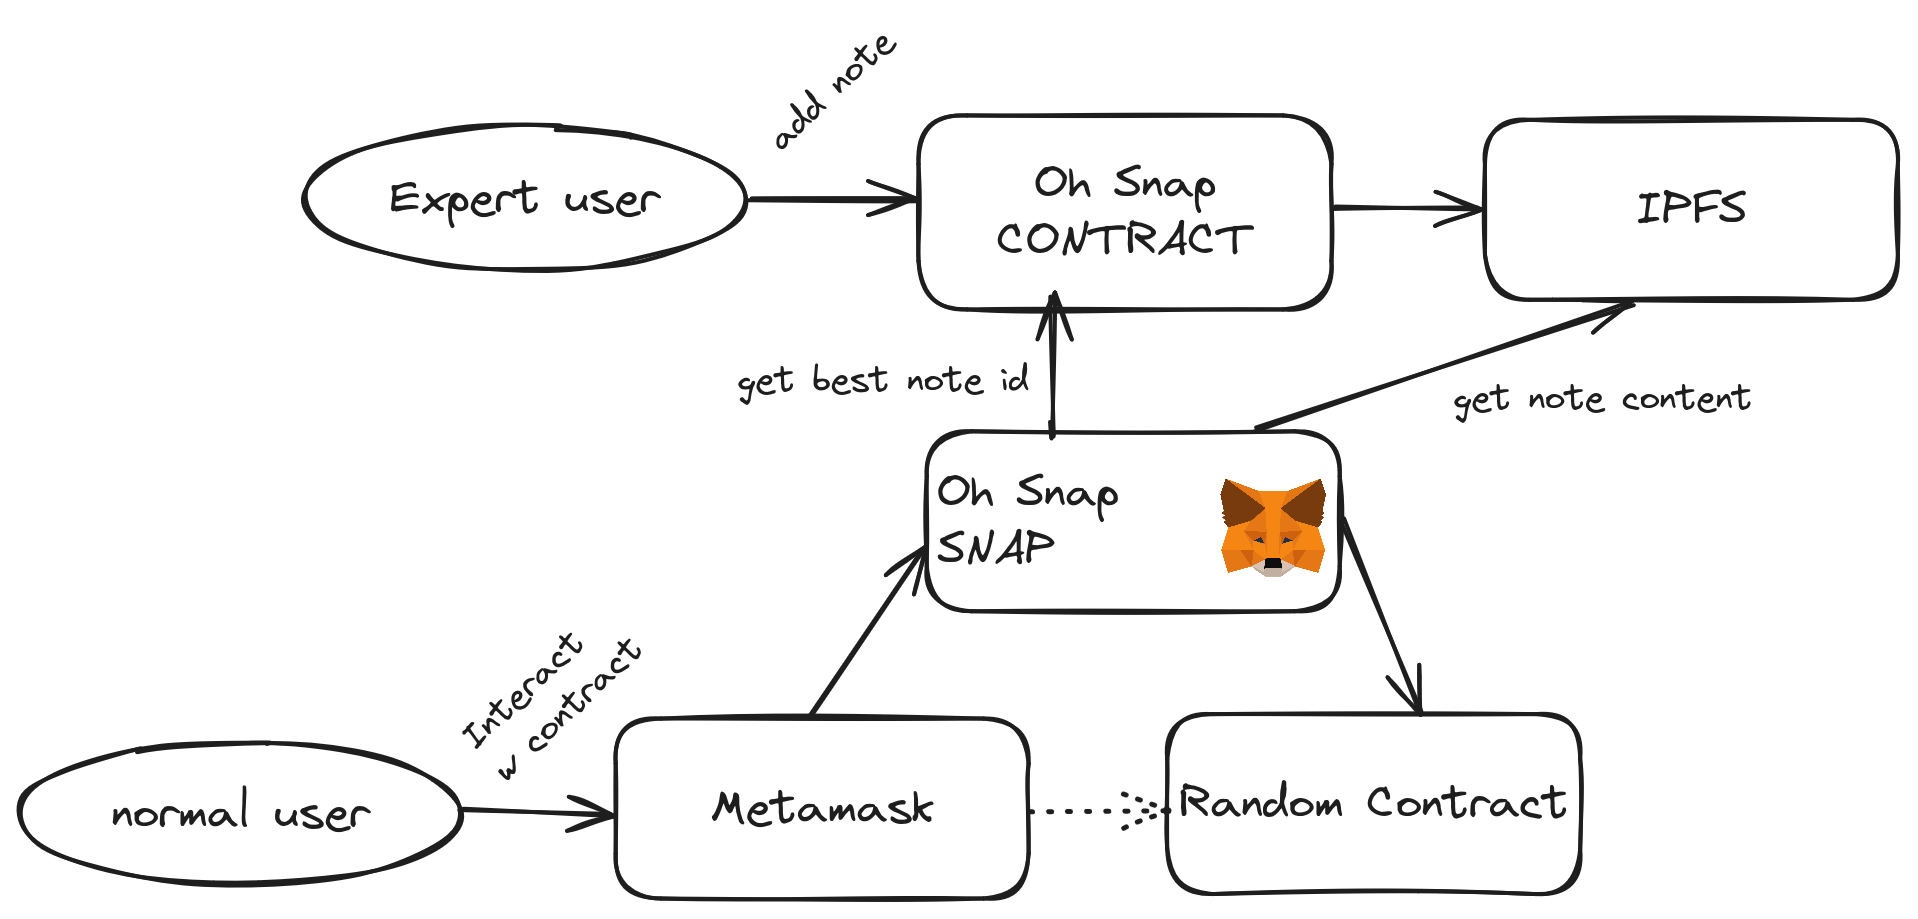 add note
Expert user
Oh Snap
CONTRACT
IPFS
get best note id
get note content
Oh Snap
SNAP
Interact
w contract
normal user
Metamask
Random Contract